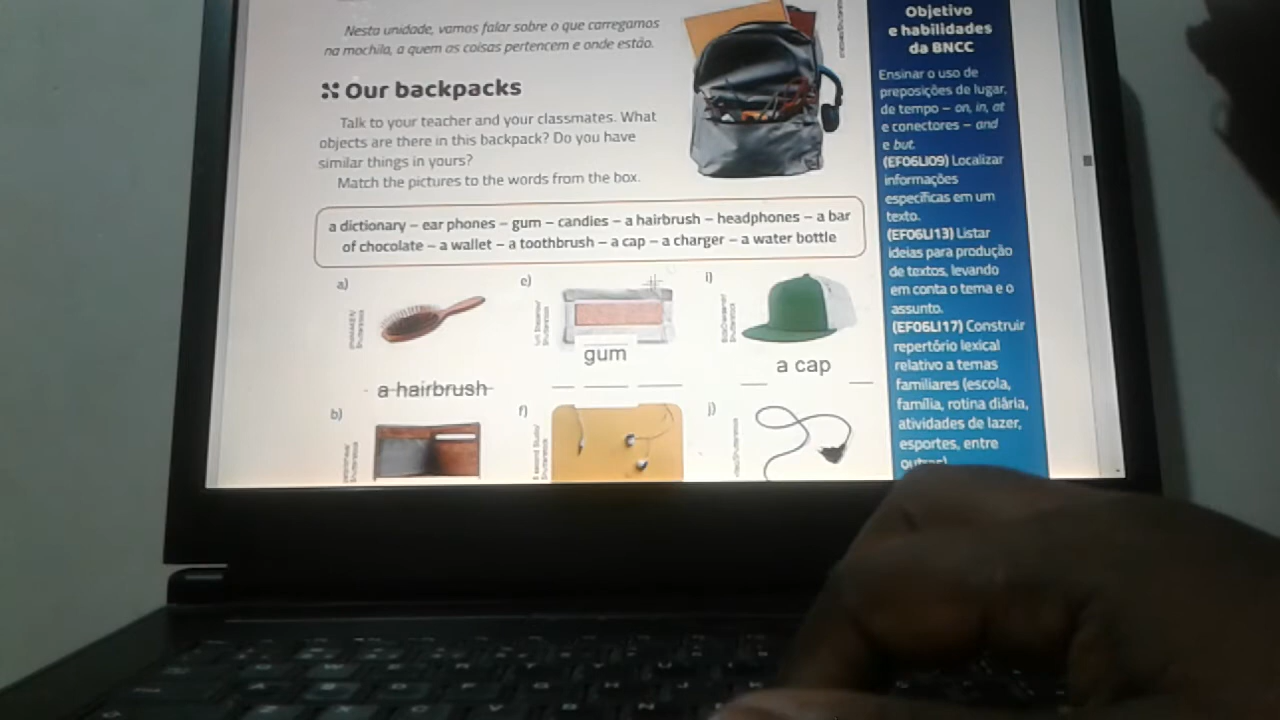 Nesta unidade, vamos falar sobre o que carregamos
na mochila, a quem as coisas pertencem e onde estão.
Our backpacks
Talk to your teacher and your classmates. What
objects are there in this backpack? Do you have
similar things in yours?
Match the pictures to the words from the box.
a dictionary – ear phones – gum – candies – a hairbrush – headphones – a bar
of chocolate – a wallet – a toothbrush – a cap – a charger – a water bottle
a)
e)
i)
gum
a cap
a hairbrush
b)
f)
j)
Objetivo
e habilidades
da BNCC
Ensinar o uso de
preposições de lugar,
de tempo – on, in, at
e conectores – and
e but.
(EF06LI09) Localizar
informações
específicas em um
texto.
(EF06LI13) Listar
ideias para produção
de textos, levando
em conta o tema e o
assunto.
(EF06LI17) Construir
repertório lexical
relativo a temas
familiares (escola,
família, rotina diária,
atividades de lazer,
esportes, entre
outros)